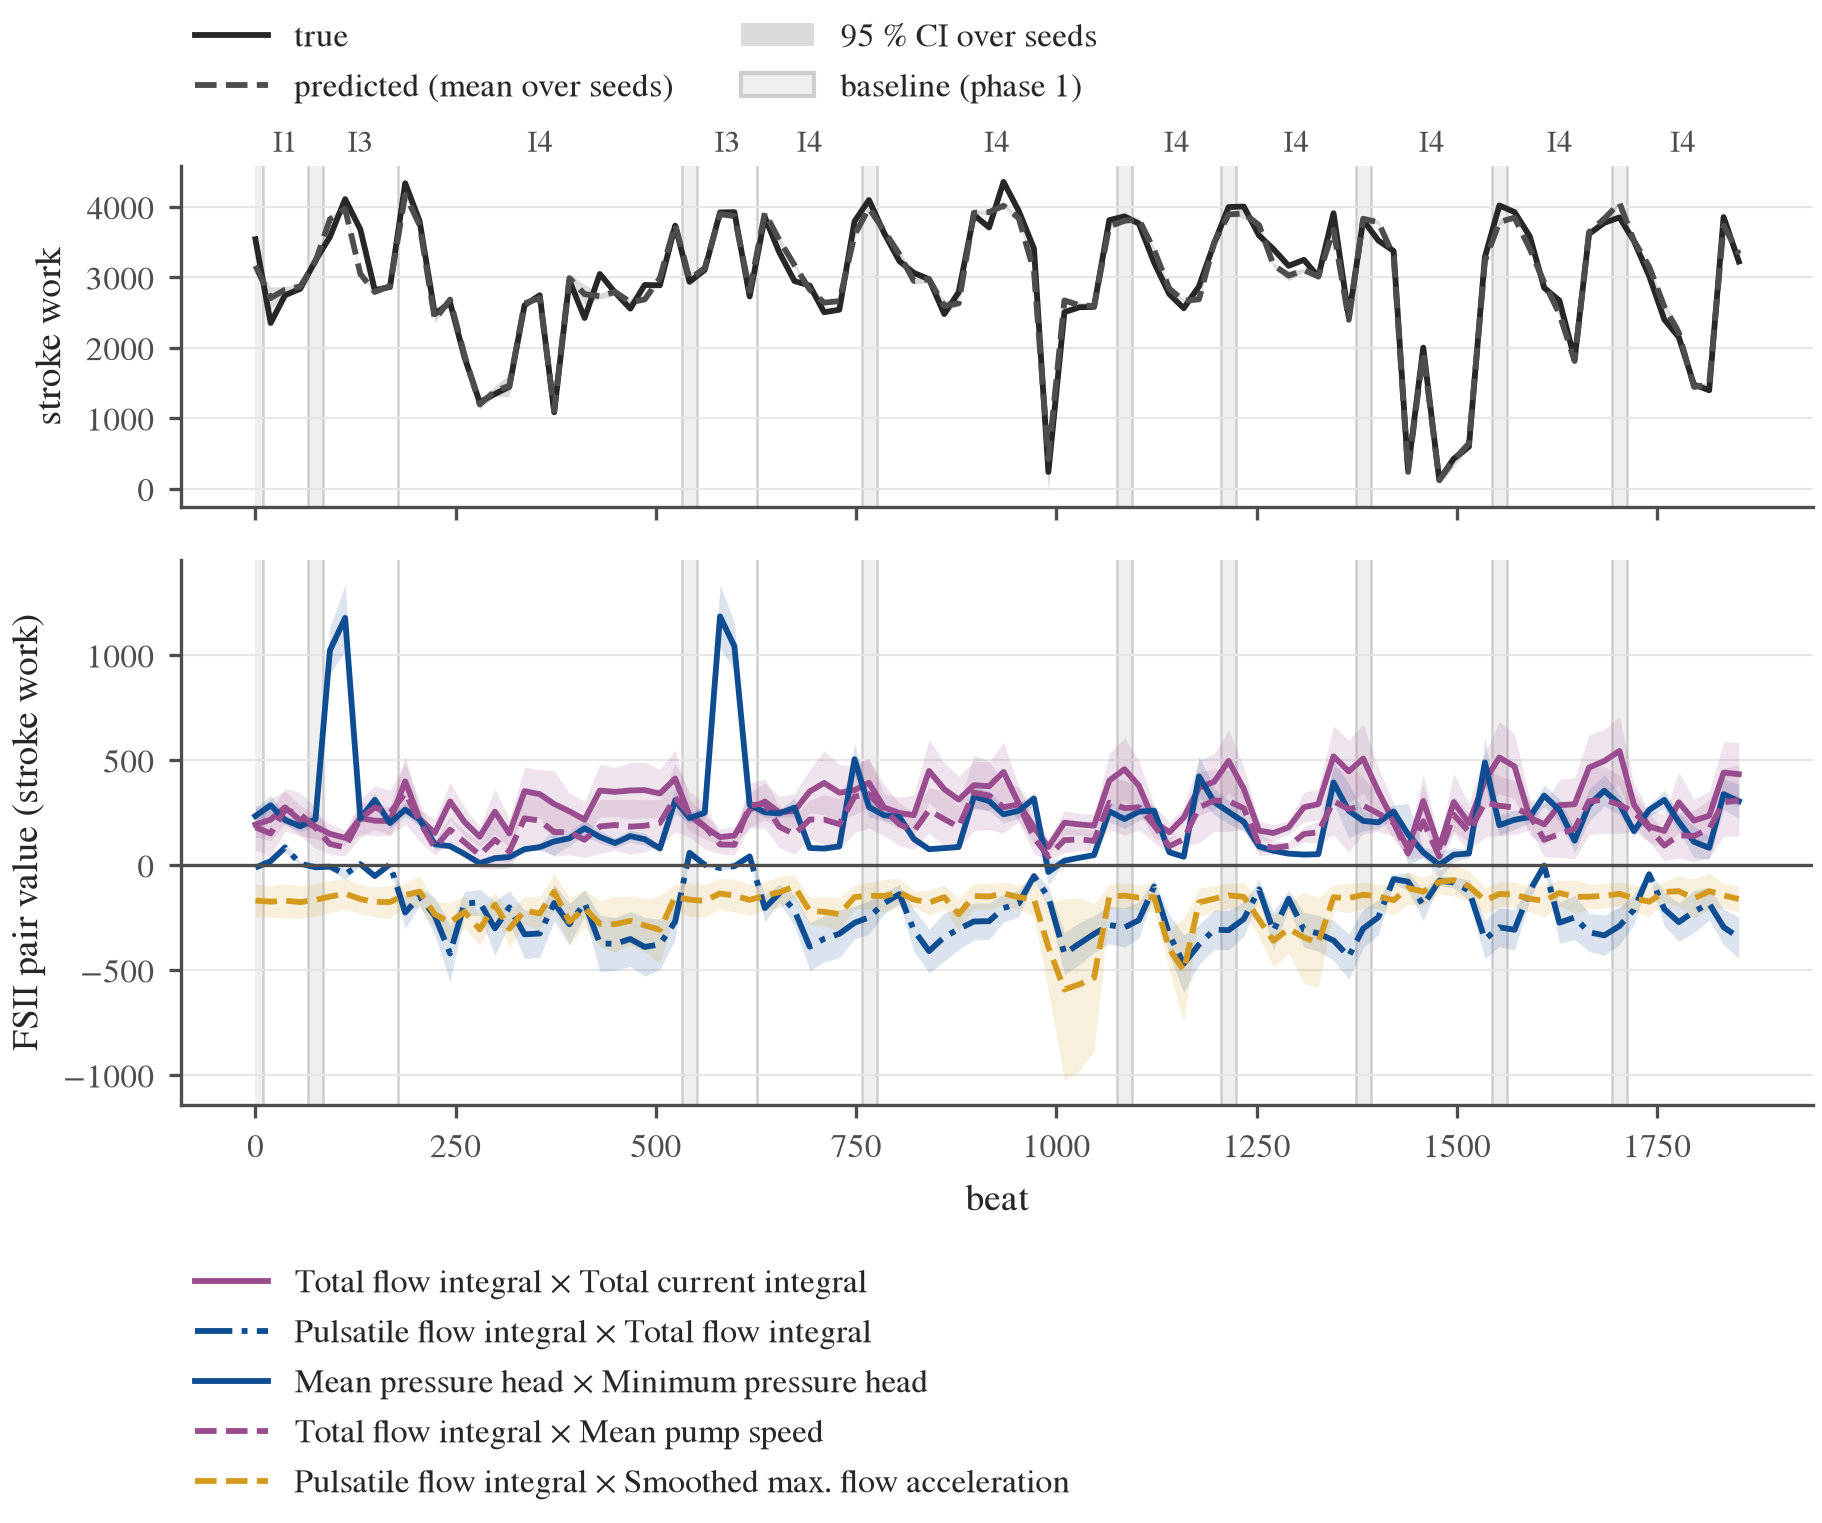 true
predicted (mean over seeds)
95 % CI over seeds
baseline (phase 1)
I1 I3 I4 I3 I4 I4 I4 I4 I4 I4 I4
stroke work
4000
3000
2000
1000
0
FSII pair value (stroke work)
1000
500
0
−500
−1000
0 250 500 750 1000 1250 1500 1750
beat
Total flow integral × Total current integral
Pulsatile flow integral × Total flow integral
Mean pressure head × Minimum pressure head
Total flow integral × Mean pump speed
Pulsatile flow integral × Smoothed max. flow acceleration